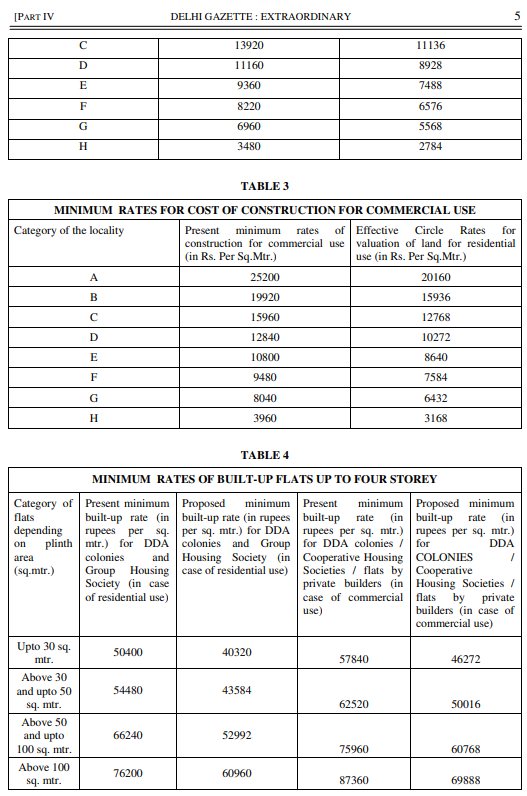 [PART IV DELHI GAZETTE : EXTRAORDINARY 5
C 13920 11136
D 11160 8928
E 9360 7488
F 8220 6576
G 6960 5568
H 3480 2784
TABLE 3
MINIMUM RATES FOR COST OF CONSTRUCTION FOR COMMERCIAL USE
Category of the locality
Present minimum rates of
construction for commercial use
(in Rs. Per Sq.Mtr.)
Effective Circle Rates for
valuation of land for residential
use (in Rs. Per Sq.Mtr.)
A 25200 20160
B 19920 15936
C 15960 12768
D 12840 10272
E 10800 8640
F 9480 7584
G 8040 6432
H 3960 3168
TABLE 4
MINIMUM RATES OF BUILT-UP FLATS UP TO FOUR STOREY
Category of
flats
depending
on plinth
area
(sq.mtr.)
Present minimum
built-up rate (in
rupees per sq.
mtr.) for DDA
colonies and
Group Housing
Society (in case
of residential use)
Proposed minimum
built-up rate (in rupees
per sq. mtr.) for DDA
colonies and Group
Housing Society (in
case of residential use)
Present minimum
built-up rate (in
rupees per sq. mtr.)
for DDA colonies /
Cooperative Housing
Societies / flats by
private builders (in
case of commercial
use)
Proposed minimum
built-up rate (in
rupees per sq. mtr.)
for DDA
COLONIES /
Cooperative
Housing Societies /
flats by private
builders (in case of
commercial use)
Upto 30 sq.
mtr.
50400 40320 57840 46272
Above 30
and upto 50
sq. mtr.
54480 43584 62520 50016
Above 50
and upto
100 sq. mtr.
66240 52992 75960 60768
Above 100
sq. mtr.
76200 60960 87360 69888